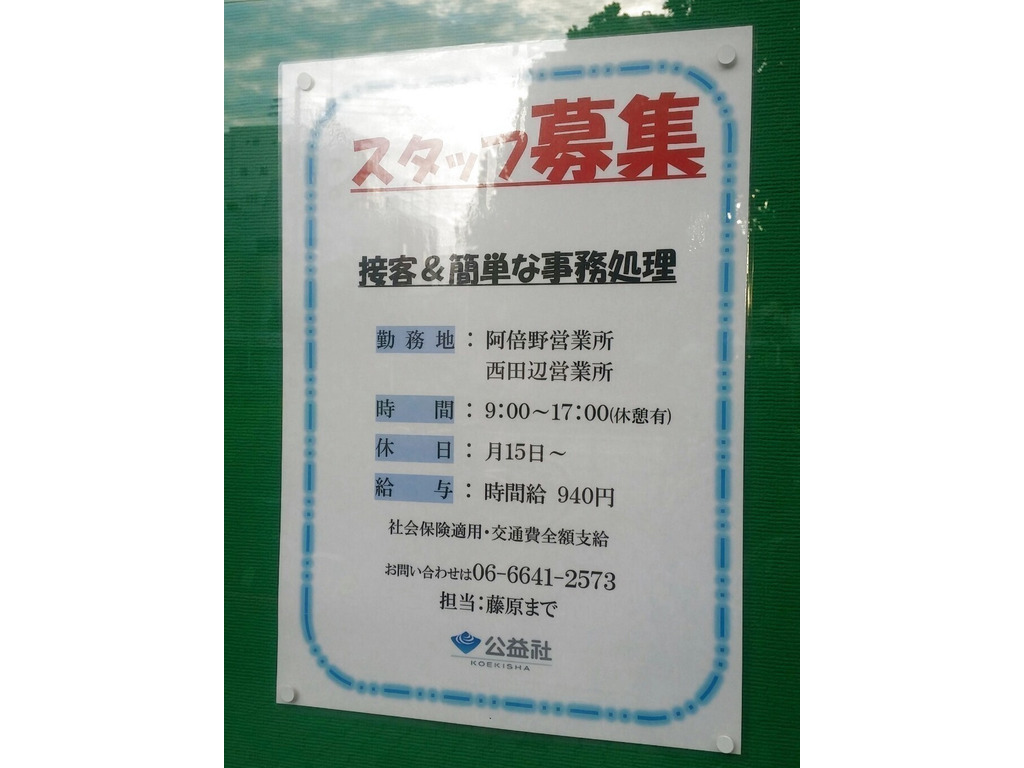 スタッフ募集
接客&簡単な事務処理
勤務地：阿倍野営業所
西田辺営業所
時間：9:00～17:00(休憩有)
休日：月15日～
給与：時間給 940円
社会保険適用・交通費全額支給
お問い合わせは06-6641-2573
担当：藤原まで
公益社
KOEKISHA